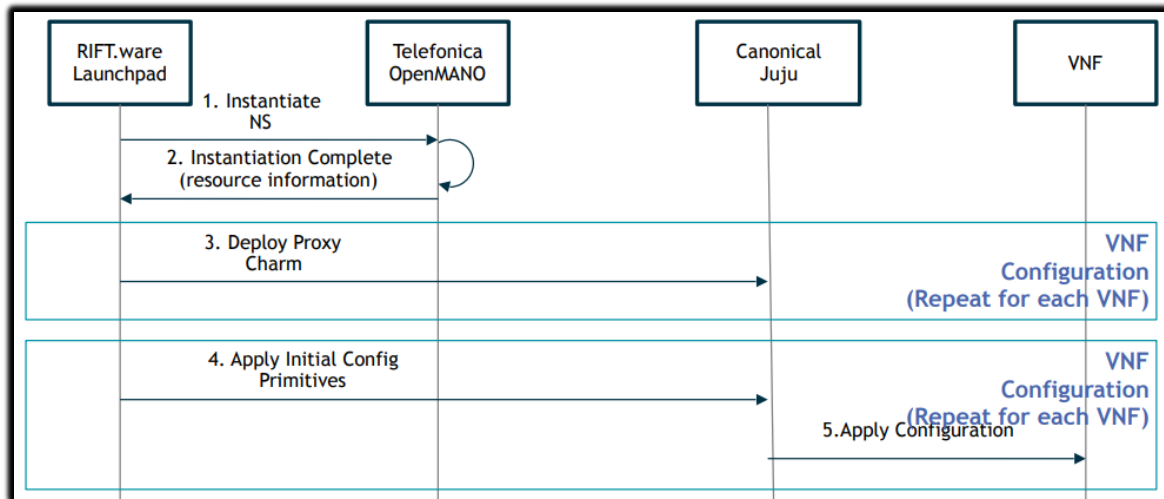 RIFT.ware
Launchpad
Telefonica
OpenMANO
Canonical
Juju
VNF
1. Instantiate
NS
2. Instantiation Complete
(resource information)
3. Deploy Proxy
Charm
VNF
Configuration
(Repeat for each VNF)
4. Apply Initial Config
Primitives
VNF
Configuration
(Repeat for each VNF)
5.Apply Configuration